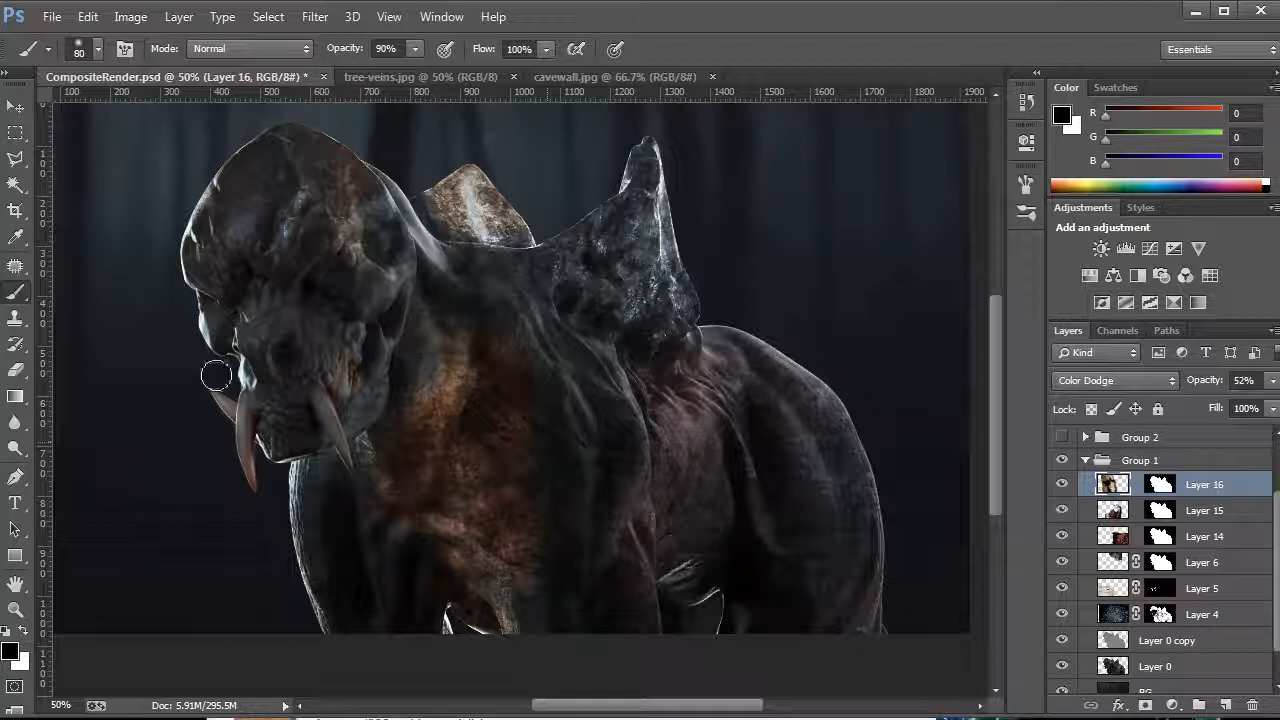 Ps File Edit Image Layer Type Select Filter 3D View Window Help
80 Mode: Normal Opacity: 90% Flow: 100% Essentials
CompositeRender.psd @ 50% (Layer 16, RGB/8#) * × tree-veins.jpg @ 50% (RGB/8) × cavewall.jpg @ 66.7% (RGB/8#) ×
100 200 300 400 500 600 700 800 900 1000 1100 1200 1300 1400 1500 1600 1700 1800 1900
Color Swatches
R 0
G 0
B 0
Adjustments Styles
Add an adjustment
Layers Channels Paths
Kind
Color Dodge Opacity: 52%
Lock: Fill: 100%
Group 2
Group 1
Layer 16
Layer 15
Layer 14
Layer 6
Layer 5
Layer 4
Layer 0 copy
Layer 0
BG
50% Doc: 5.91M/295.5M